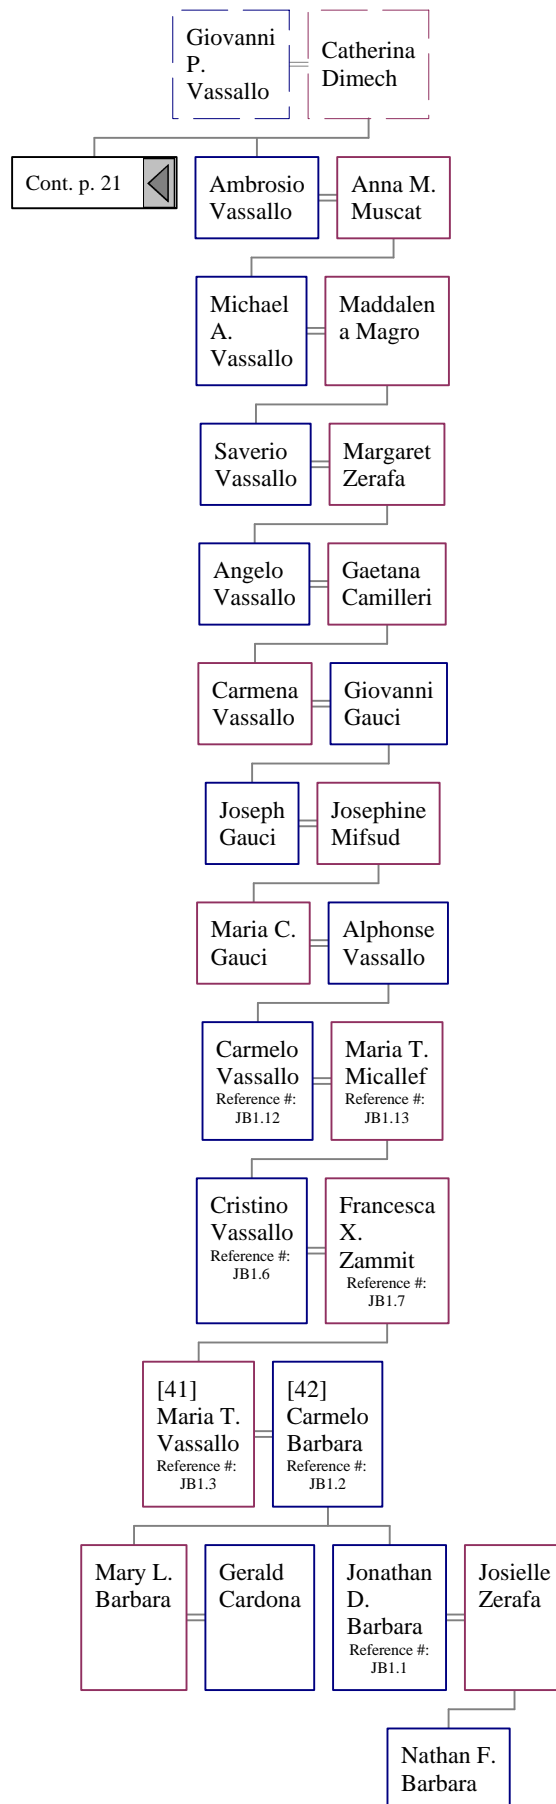 Giovanni
P.
Vassallo
Catherina
Dimech
Cont. p. 21
Ambrosio
Vassallo
Anna M.
Muscat
Michael
A.
Vassallo
Maddalen
a Magro
Saverio
Vassallo
Margaret
Zerafa
Angelo
Vassallo
Gaetana
Camilleri
Carmena
Vassallo
Giovanni
Gauci
Joseph
Gauci
Josephine
Mifsud
Maria C.
Gauci
Alphonse
Vassallo
Carmelo
Vassallo
Reference #:
JB1.12
Maria T.
Micallef
Reference #:
JB1.13
Cristino
Vassallo
Reference #:
JB1.6
Francesca
X.
Zammit
Reference #:
JB1.7
[41]
Maria T.
Vassallo
Reference #:
JB1.3
[42]
Carmelo
Barbara
Reference #:
JB1.2
Mary L.
Barbara
Gerald
Cardona
Jonathan
D.
Barbara
Reference #:
JB1.1
Josielle
Zerafa
Nathan F.
Barbara